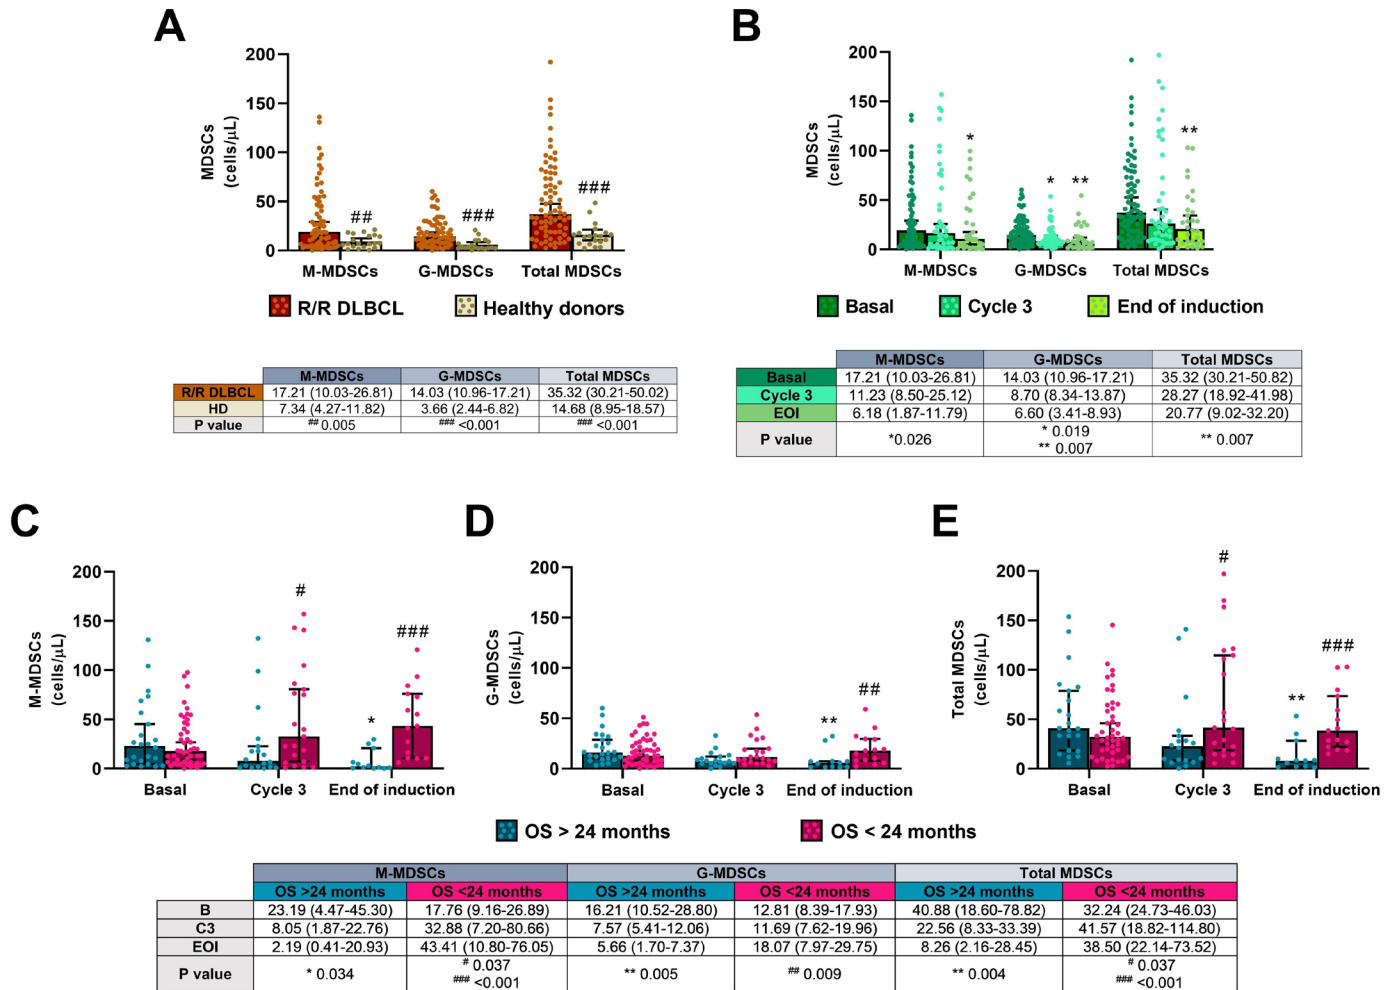 A
B
200
150
100
50
0
MDSCs
(cells/μL)
##
###
###
M-MDSCs G-MDSCs Total MDSCs
R/R DLBCL Healthy donors
200
150
100
50
0
MDSCs
(cells/μL)
*
*
**
**
M-MDSCs G-MDSCs Total MDSCs
Basal Cycle 3 End of induction
M-MDSCs G-MDSCs Total MDSCs
R/R DLBCL 17.21 (10.03-26.81) 14.03 (10.96-17.21) 35.32 (30.21-50.02)
HD 7.34 (4.27-11.82) 3.66 (2.44-6.82) 14.68 (8.95-18.57)
P value ## 0.005 ### <0.001 ### <0.001
M-MDSCs G-MDSCs Total MDSCs
Basal 17.21 (10.03-26.81) 14.03 (10.96-17.21) 35.32 (30.21-50.82)
Cycle 3 11.23 (8.50-25.12) 8.70 (8.34-13.87) 28.27 (18.92-41.98)
EOI 6.18 (1.87-11.79) 6.60 (3.41-8.93) 20.77 (9.02-32.20)
P value *0.026 * 0.019 ** 0.007
** 0.007
C
D
E
200
150
100
50
0
M-MDSCs
(cells/μL)
#
*
###
Basal Cycle 3 End of induction
200
150
100
50
0
G-MDSCs
(cells/μL)
**
##
Basal Cycle 3 End of induction
200
150
100
50
0
Total MDSCs
(cells/μL)
#
**
###
Basal Cycle 3 End of induction
OS > 24 months OS < 24 months
M-MDSCs G-MDSCs Total MDSCs
OS >24 months OS <24 months OS >24 months OS <24 months OS >24 months OS <24 months
B 23.19 (4.47-45.30) 17.76 (9.16-26.89) 16.21 (10.52-28.80) 12.81 (8.39-17.93) 40.88 (18.60-78.82) 32.24 (24.73-46.03)
C3 8.05 (1.87-22.76) 32.88 (7.20-80.66) 7.57 (5.41-12.06) 11.69 (7.62-19.96) 22.56 (8.33-33.39) 41.57 (18.82-114.80)
EOI 2.19 (0.41-20.93) 43.41 (10.80-76.05) 5.66 (1.70-7.37) 18.07 (7.97-29.75) 8.26 (2.16-28.45) 38.50 (22.14-73.52)
P value * 0.034 # 0.037 ** 0.005 ## 0.009 ** 0.004 # 0.037
### <0.001 ### <0.001